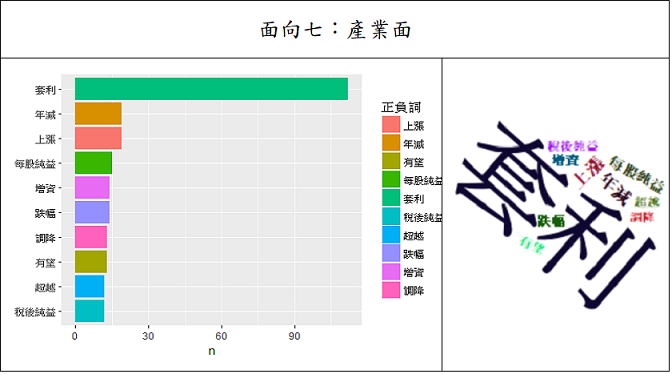 面向七：產業面
套利
年減
上漲
每股純益
增資
跌幅
調降
有望
超越
稅後純益
0
30
60
90
n
正負詞
上漲
年減
有望
每股純益
套利
稅後純益
超越
跌幅
增資
調降
稅後純益
增資
上漲
每股純益
年減
超越
套利
跌幅
調降
有望